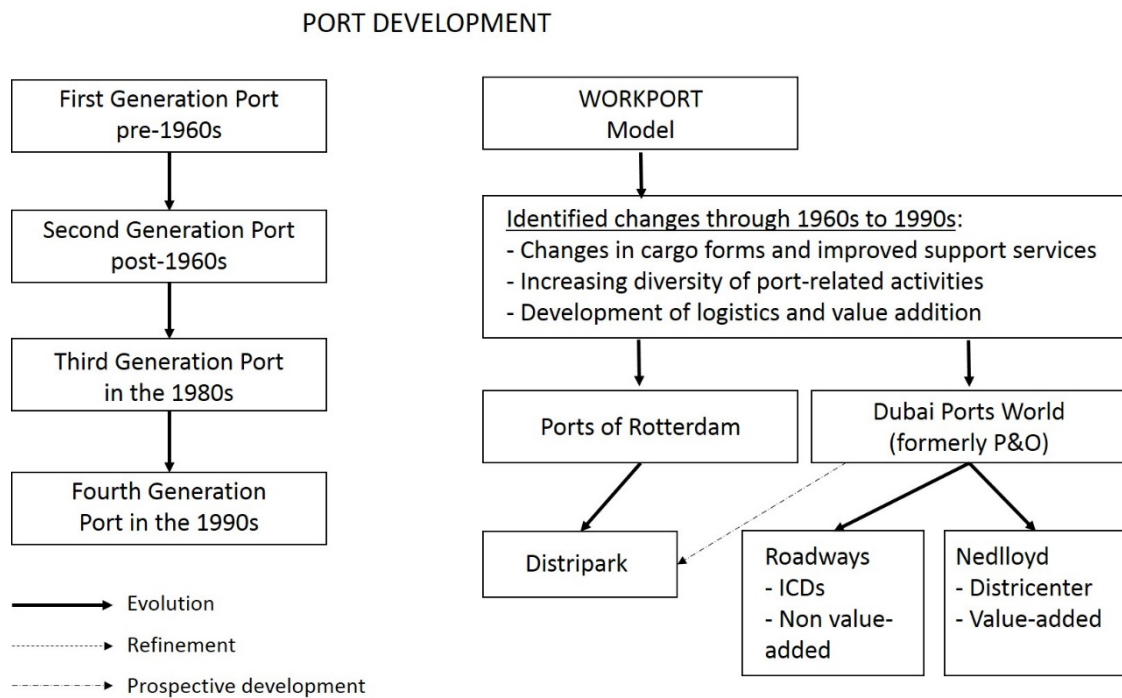 PORT DEVELOPMENT
First Generation Port
pre-1960s
Second Generation Port
post-1960s
Third Generation Port
in the 1980s
Fourth Generation
Port in the 1990s
WORKPORT
Model
Identified changes through 1960s to 1990s:
- Changes in cargo forms and improved support services
- Increasing diversity of port-related activities
- Development of logistics and value addition
Ports of Rotterdam
Dubai Ports World
(formerly P&O)
Distripark
Roadways
- ICDs
- Non value-
added
Nedlloyd
- Districenter
- Value-added
Evolution
Refinement
Prospective development